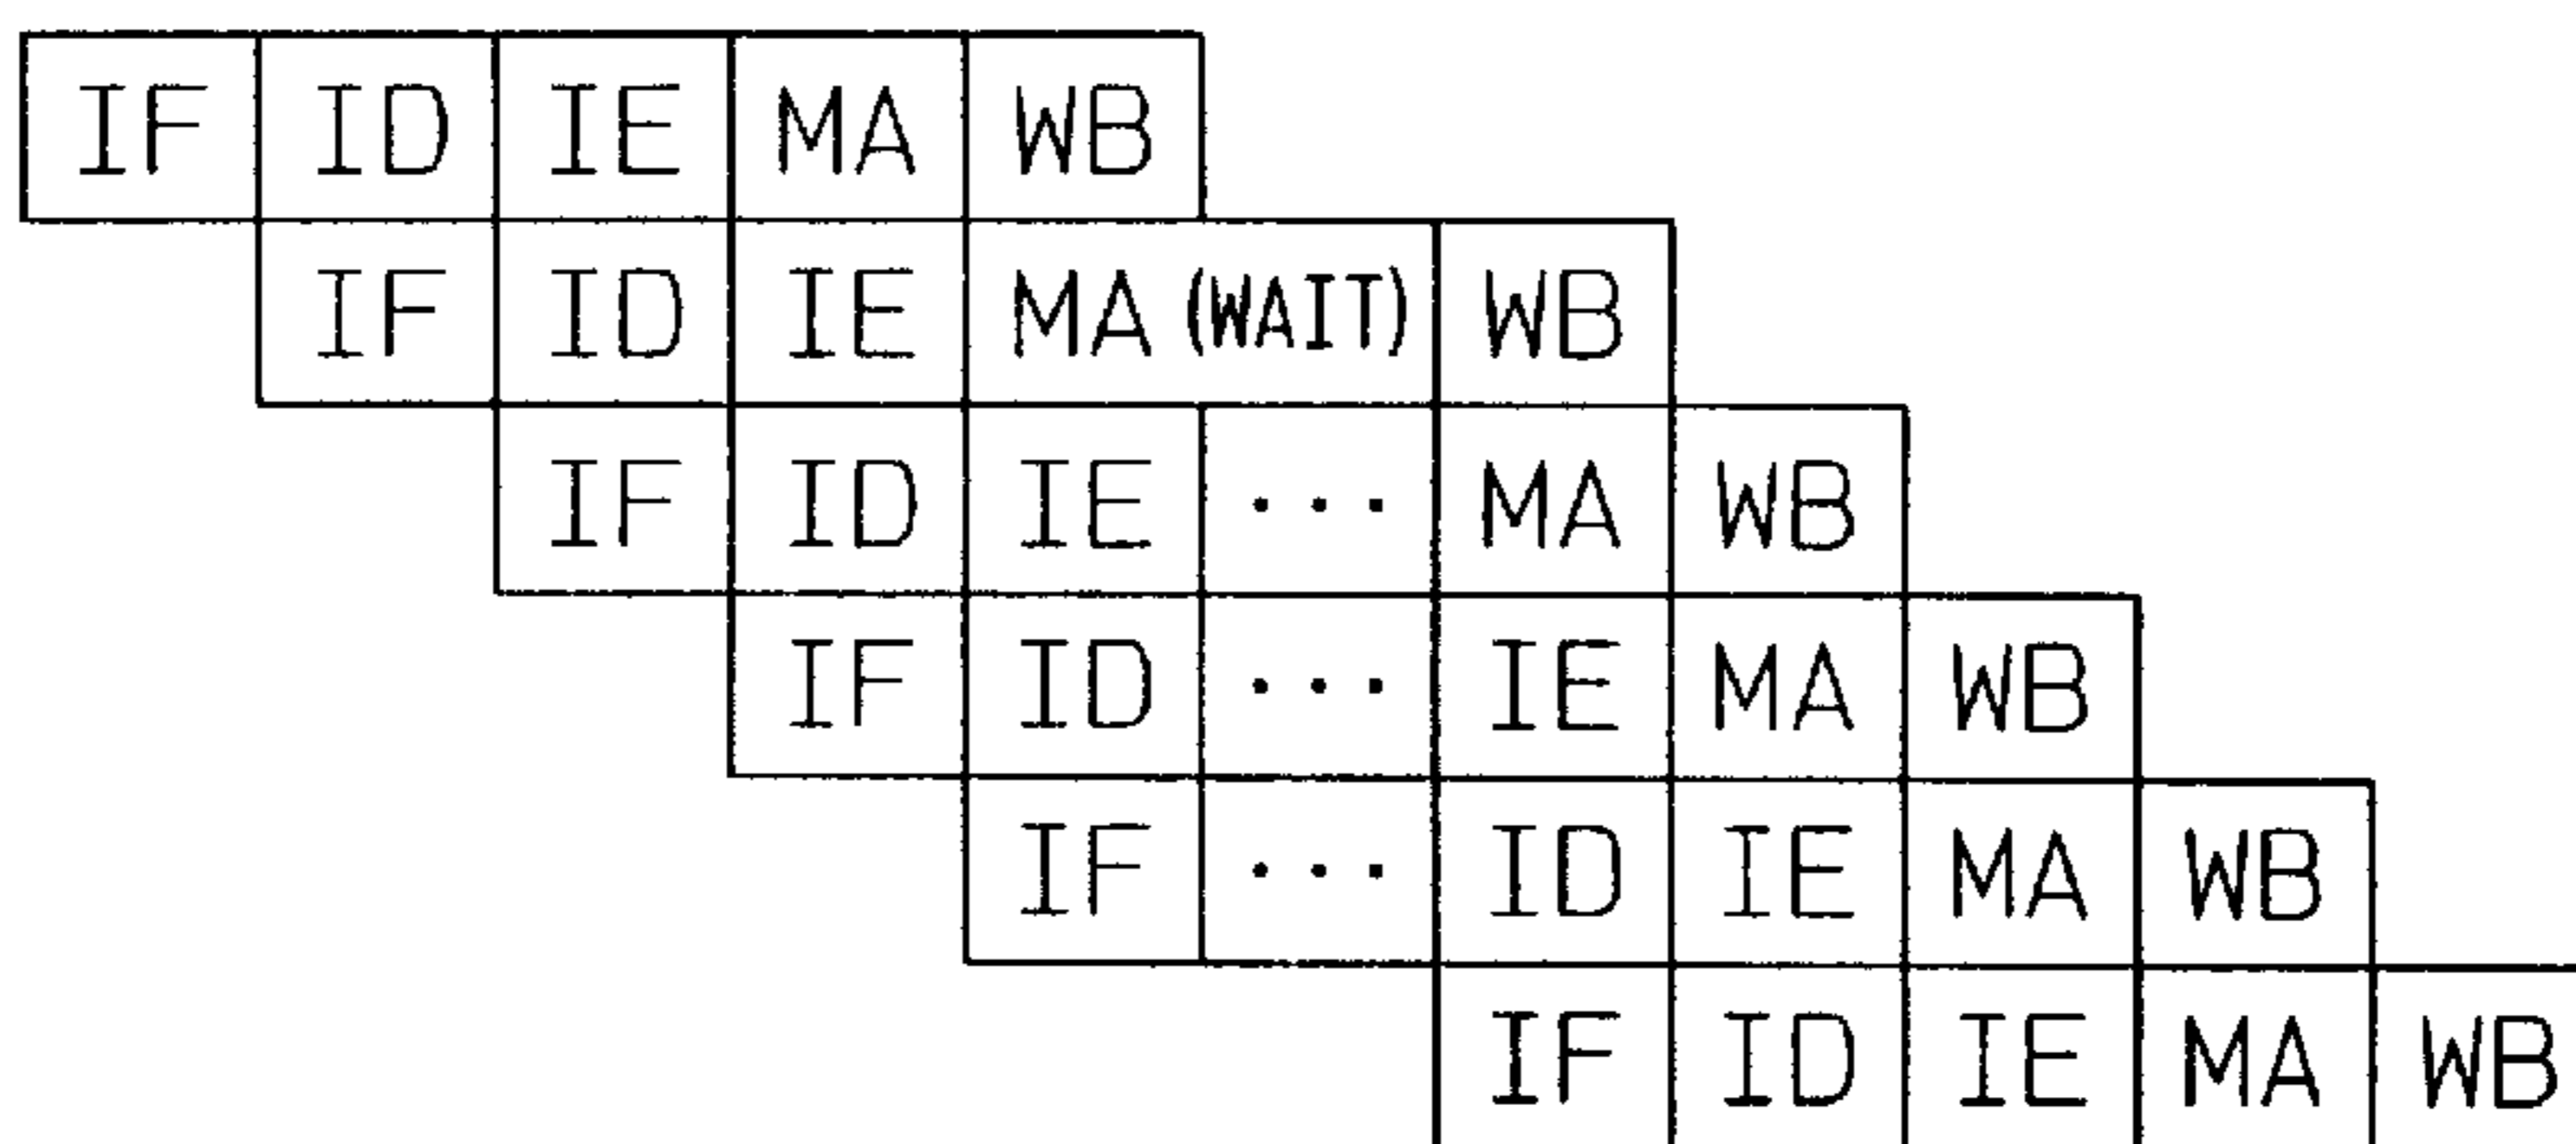 IF ID IE MA WB
IF ID IE MA (WAIT) WB
IF ID IE ... MA WB
IF ID ... IE MA WB
IF ... ID IE MA WB
IF ID IE MA WB